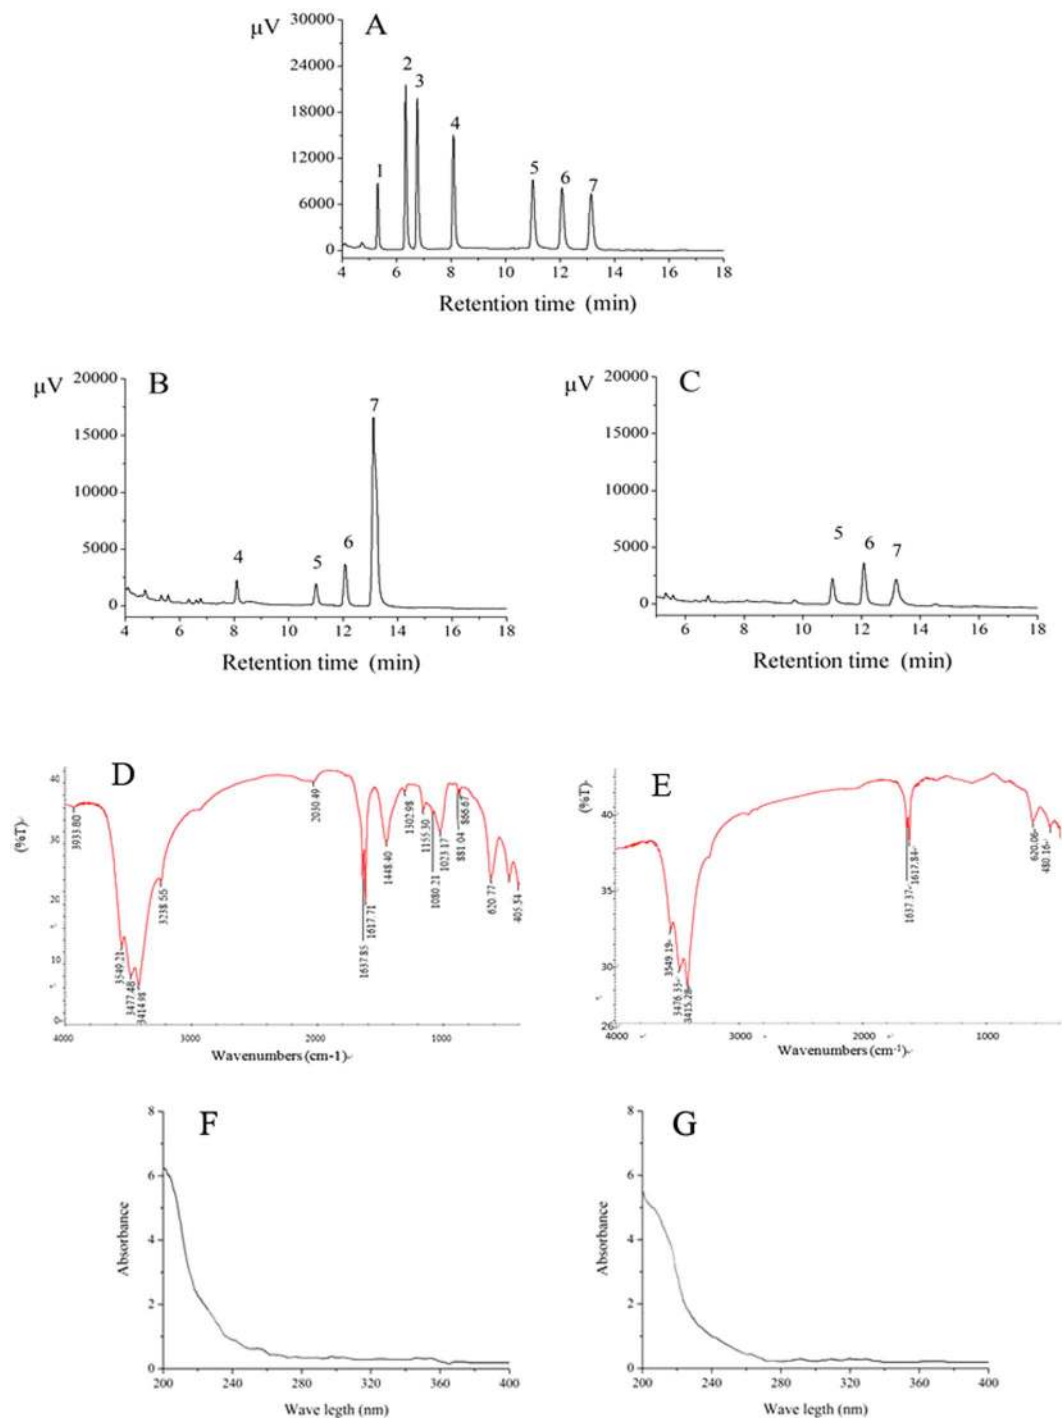 A
μV
30000
24000
18000
12000
6000
0
1
2
3
4
5
6
7
4 6 8 10 12 14 16 18
Retention time (min)
B
μV
20000
15000
10000
5000
0
4
5
6
7
4 6 8 10 12 14 16 18
Retention time (min)
C
μV
20000
15000
10000
5000
0
5
6
7
6 8 10 12 14 16 18
Retention time (min)
D
(%T)
40
30
20
10
0
3933.80
3549.21
3477.48
3414.98
3238.56
2030.49
1637.85
1617.71
1448.40
1302.98
1155.30
1080.21
1023.17
881.04
866.67
620.77
405.54
4000 3000 2000 1000
Wavenumbers (cm-1)
E
(%T)
40
35
30
26
3549.19
3476.33
3415.28
1637.37
1617.84
620.06
480.16
4000 3000 2000 1000
Wavenumbers (cm-1)
F
Absorbance
8
6
4
2
0
200 240 280 320 360 400
Wave legth (nm)
G
Absorbance
8
6
4
2
0
200 240 280 320 360 400
Wave legth (nm)